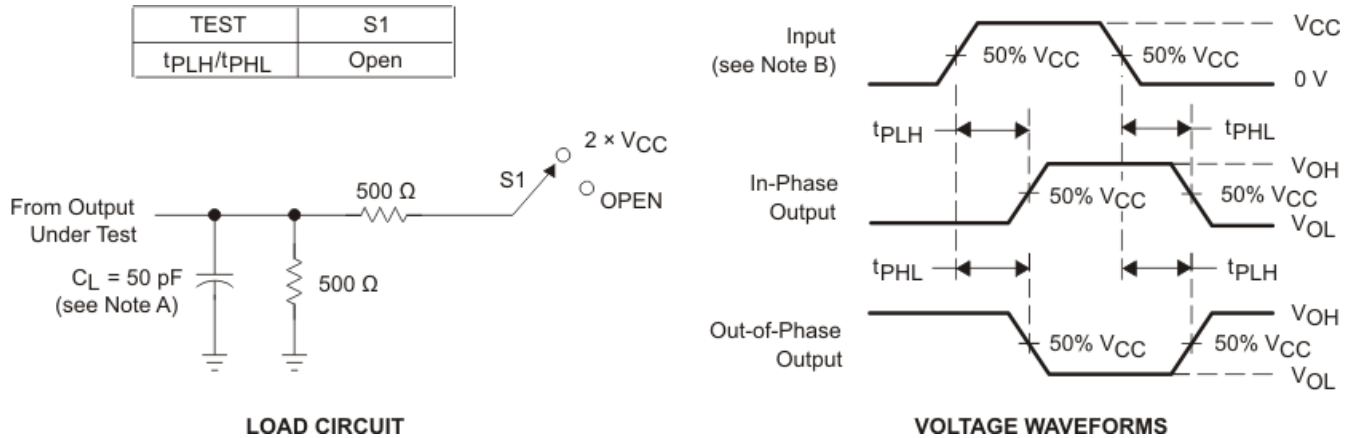 TEST S1
tPLH/tPHL Open
2 × VCC
S1
OPEN
500 Ω
From Output
Under Test
CL = 50 pF
(see Note A)
500 Ω
LOAD CIRCUIT
Input
(see Note B)
50% VCC
50% VCC
VCC
0 V
tPLH
tPHL
In-Phase
Output
50% VCC
50% VCC
VOH
VOL
tPHL
tPLH
Out-of-Phase
Output
50% VCC
50% VCC
VOH
VOL
VOLTAGE WAVEFORMS